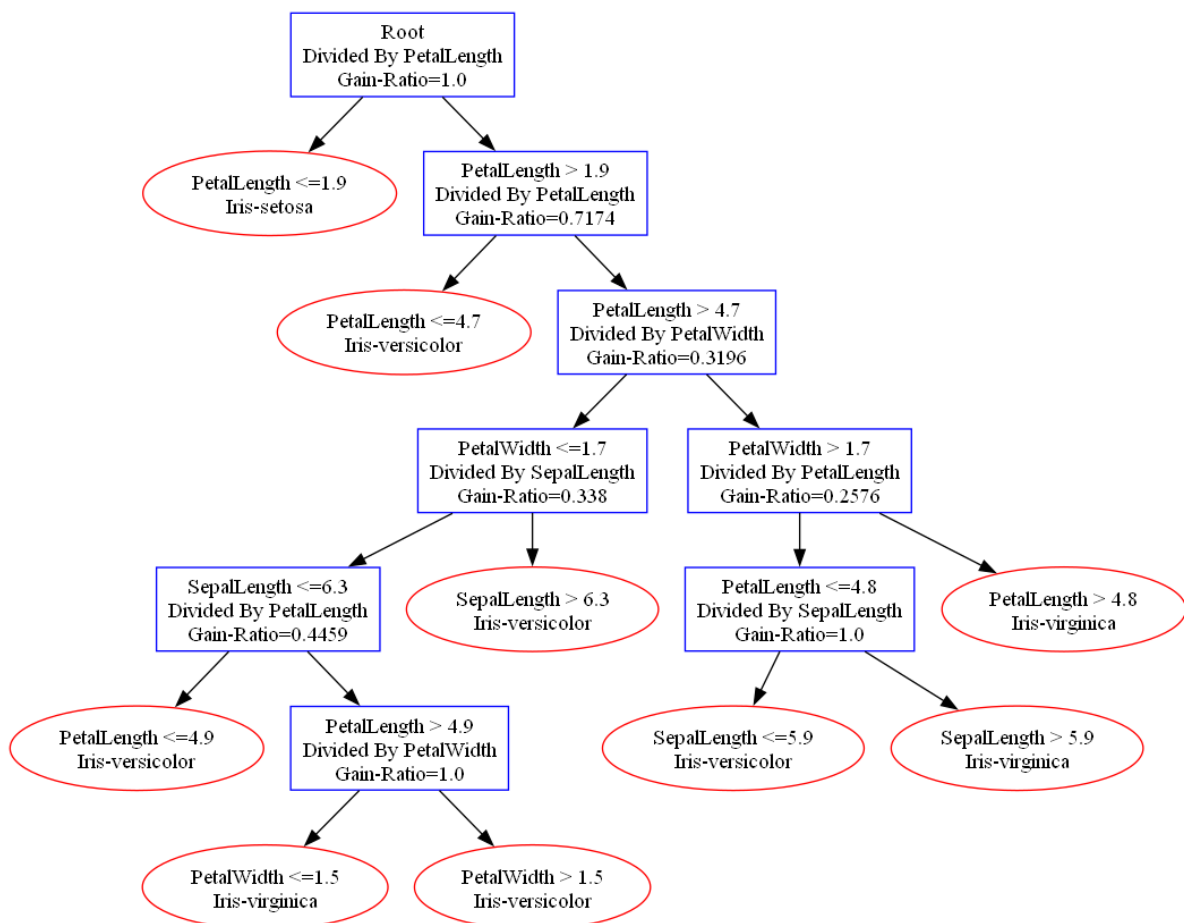 Root
Divided By PetalLength
Gain-Ratio=1.0
PetalLength <=1.9
Iris-setosa
PetalLength > 1.9
Divided By PetalLength
Gain-Ratio=0.7174
PetalLength <=4.7
Iris-versicolor
PetalLength > 4.7
Divided By PetalWidth
Gain-Ratio=0.3196
PetalWidth <=1.7
Divided By SepalLength
Gain-Ratio=0.338
PetalWidth > 1.7
Divided By PetalLength
Gain-Ratio=0.2576
SepalLength <=6.3
Divided By PetalLength
Gain-Ratio=0.4459
SepalLength > 6.3
Iris-versicolor
PetalLength <=4.8
Divided By SepalLength
Gain-Ratio=1.0
PetalLength > 4.8
Iris-virginica
PetalLength <=4.9
Iris-versicolor
PetalLength > 4.9
Divided By PetalWidth
Gain-Ratio=1.0
SepalLength <=5.9
Iris-versicolor
SepalLength > 5.9
Iris-virginica
PetalWidth <=1.5
Iris-virginica
PetalWidth > 1.5
Iris-versicolor